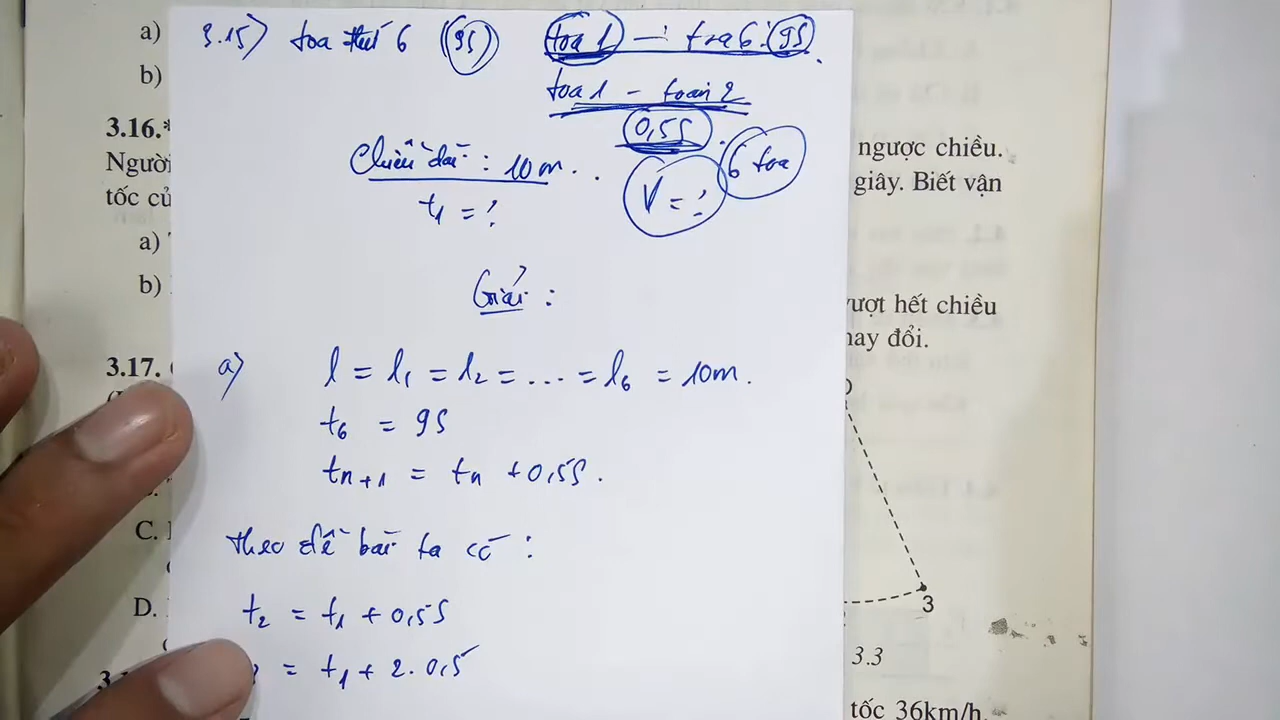 3.15) toa thứ 6 (9S) toa 1 → toa 6: 9S.
toa 1 - toan 2
0,5S.
6 toa
Chiều dài: 10m..
V = ?
t1 = ?
Giải:
a) l = l1 = l2 = ... = l6 = 10m.
t6 = 9S
tn+1 = tn + 0,5S.
theo đề bài ta có:
t2 = t1 + 0,5S
= t1 + 2. 0,5
a)
b)
3.16.*
Người
tốc củ
a)
b)
3.17.
C.
D.
ngược chiều.
giây. Biết vận
vượt hết chiều
hay đổi.
3
3.3
tốc 36km/h.